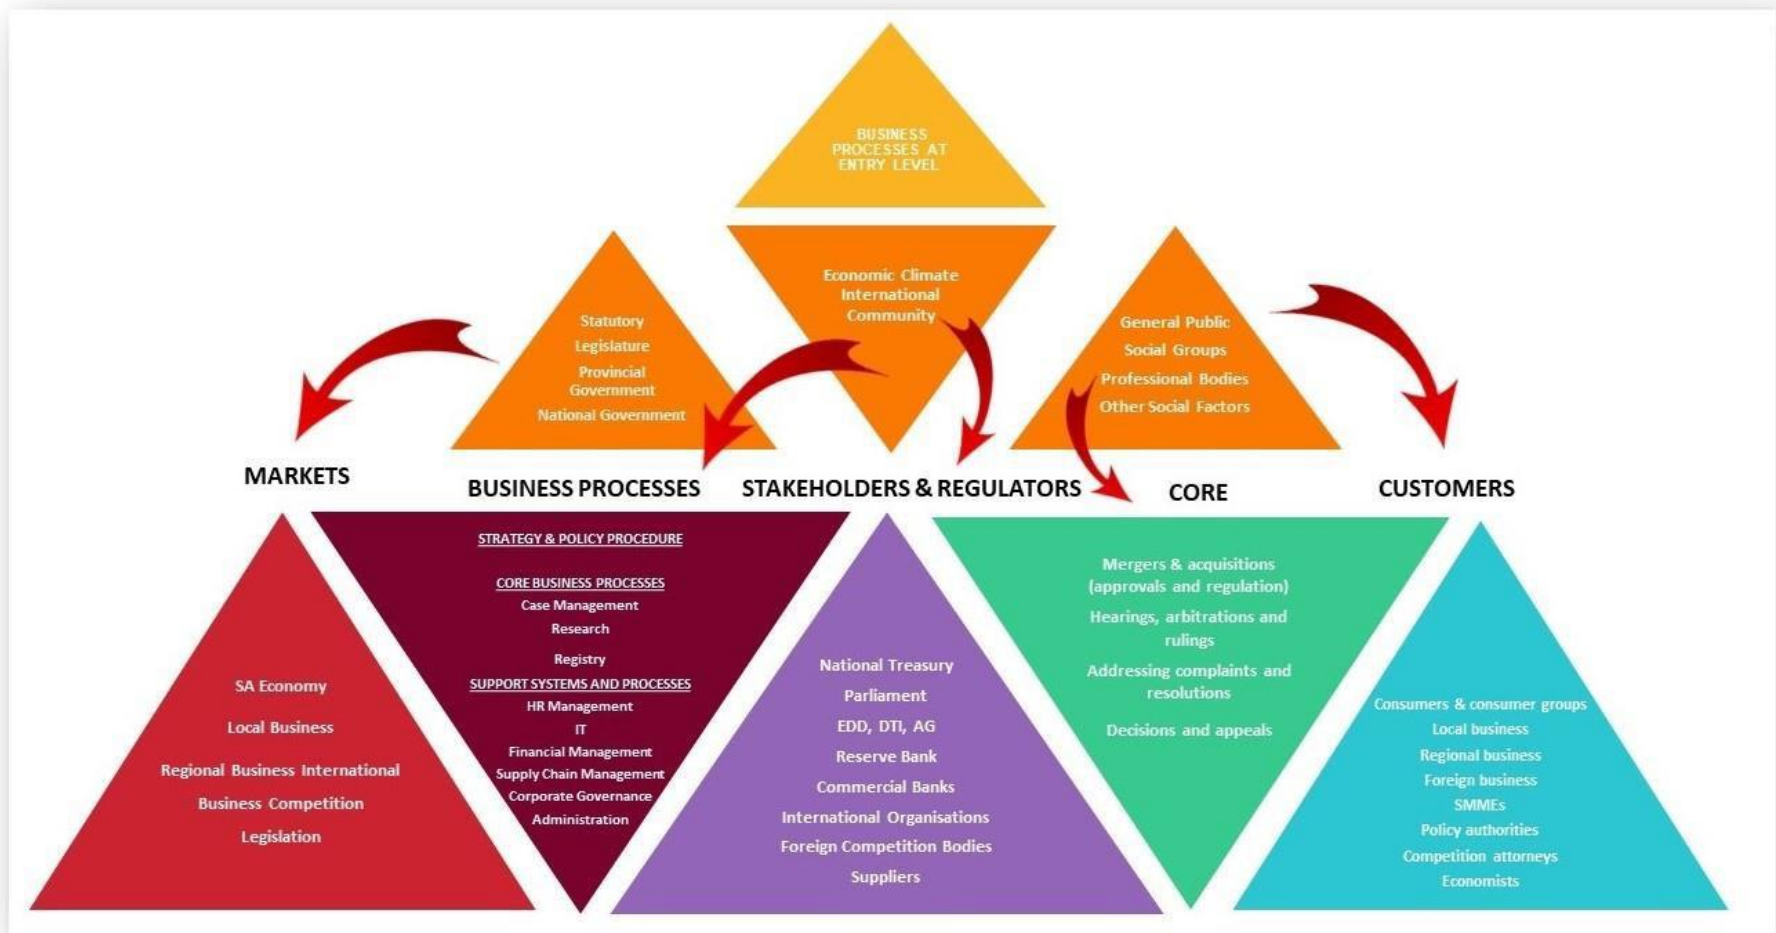 BUSINESS
PROCESSES AT
ENTRY LEVEL
Statutory
Legislature
Provincial
Government
National Government
Economic Climate
International
Community
General Public
Social Groups
Professional Bodies
Other Social Factors
MARKETS
BUSINESS PROCESSES
STAKEHOLDERS & REGULATORS
CORE
CUSTOMERS
SA Economy
Local Business
Regional Business International
Business Competition
Legislation
STRATEGY & POLICY PROCEDURE
CORE BUSINESS PROCESSES
Case Management
Research
Registry
SUPPORT SYSTEMS AND PROCESSES
HR Management
IT
Financial Management
Supply Chain Management
Corporate Governance
Administration
National Treasury
Parliament
EDD, DTI, AG
Reserve Bank
Commercial Banks
International Organisations
Foreign Competition Bodies
Suppliers
Mergers & acquisitions
(approvals and regulation)
Hearings, arbitrations and
rulings
Addressing complaints and
resolutions
Decisions and appeals
Consumers & consumer groups
Local business
Regional business
Foreign business
SMMEs
Policy authorities
Competition attorneys
Economists